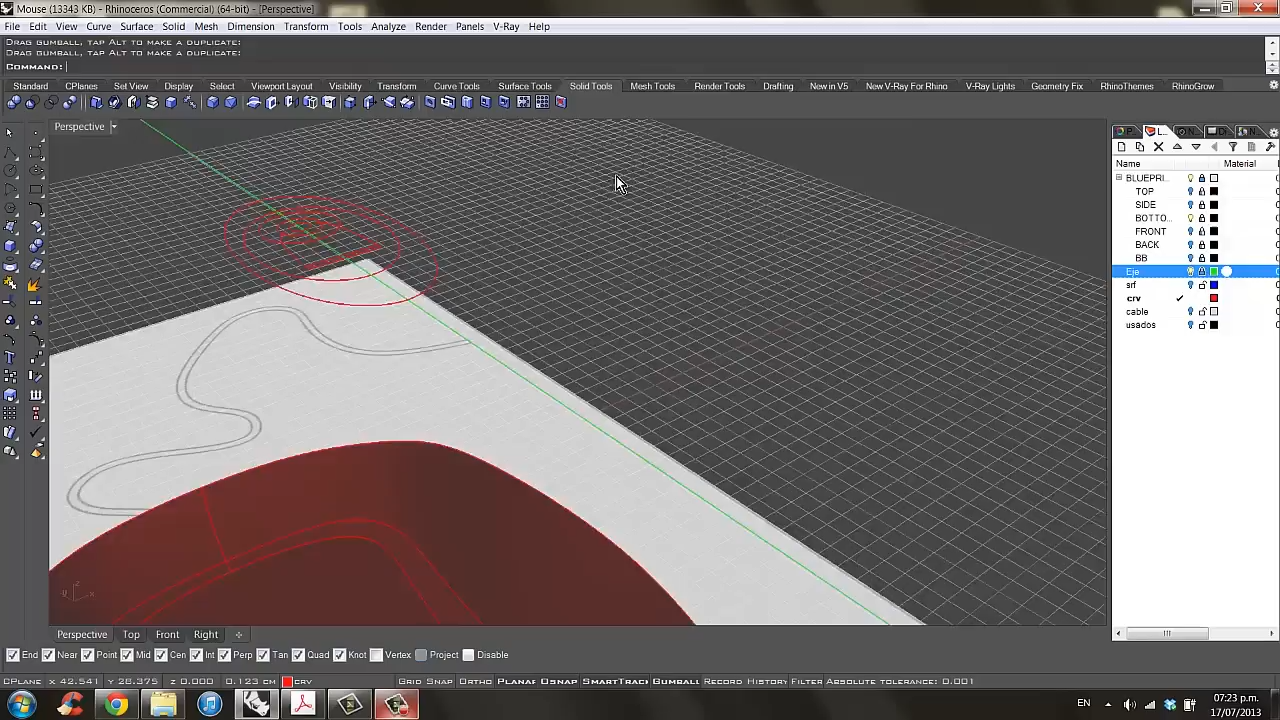 Mouse (13343 KB) - Rhinoceros (Commercial) (64-bit) - [Perspective]
File Edit View Curve Surface Solid Mesh Dimension Transform Tools Analyze Render Panels V-Ray Help
Drag gumball, tap Alt to make a duplicate:
Drag gumball, tap Alt to make a duplicate:
Command:
Standard CPlanes Set View Display Select Viewport Layout Visibility Transform Curve Tools Surface Tools Solid Tools Mesh Tools Render Tools Drafting New in V5 New V-Ray For Rhino V-Ray Lights Geometry Fix RhinoThemes RhinoGrow
Perspective
P... L... N... Di... N...
Name Material
BLUEPRI...
TOP
SIDE
BOTTO...
FRONT
BACK
BB
Eje
srf
crv
cable
usados
z x
Perspective Top Front Right
End Near Point Mid Cen Int Perp Tan Quad Knot Vertex Project Disable
CPlane x 42.541 y 28.375 z 0.000 0.123 cm crv Grid Snap Ortho Planar Osnap SmartTrack Gumball Record History Filter Absolute tolerance: 0.001
EN 07:23 p.m.
17/07/2013